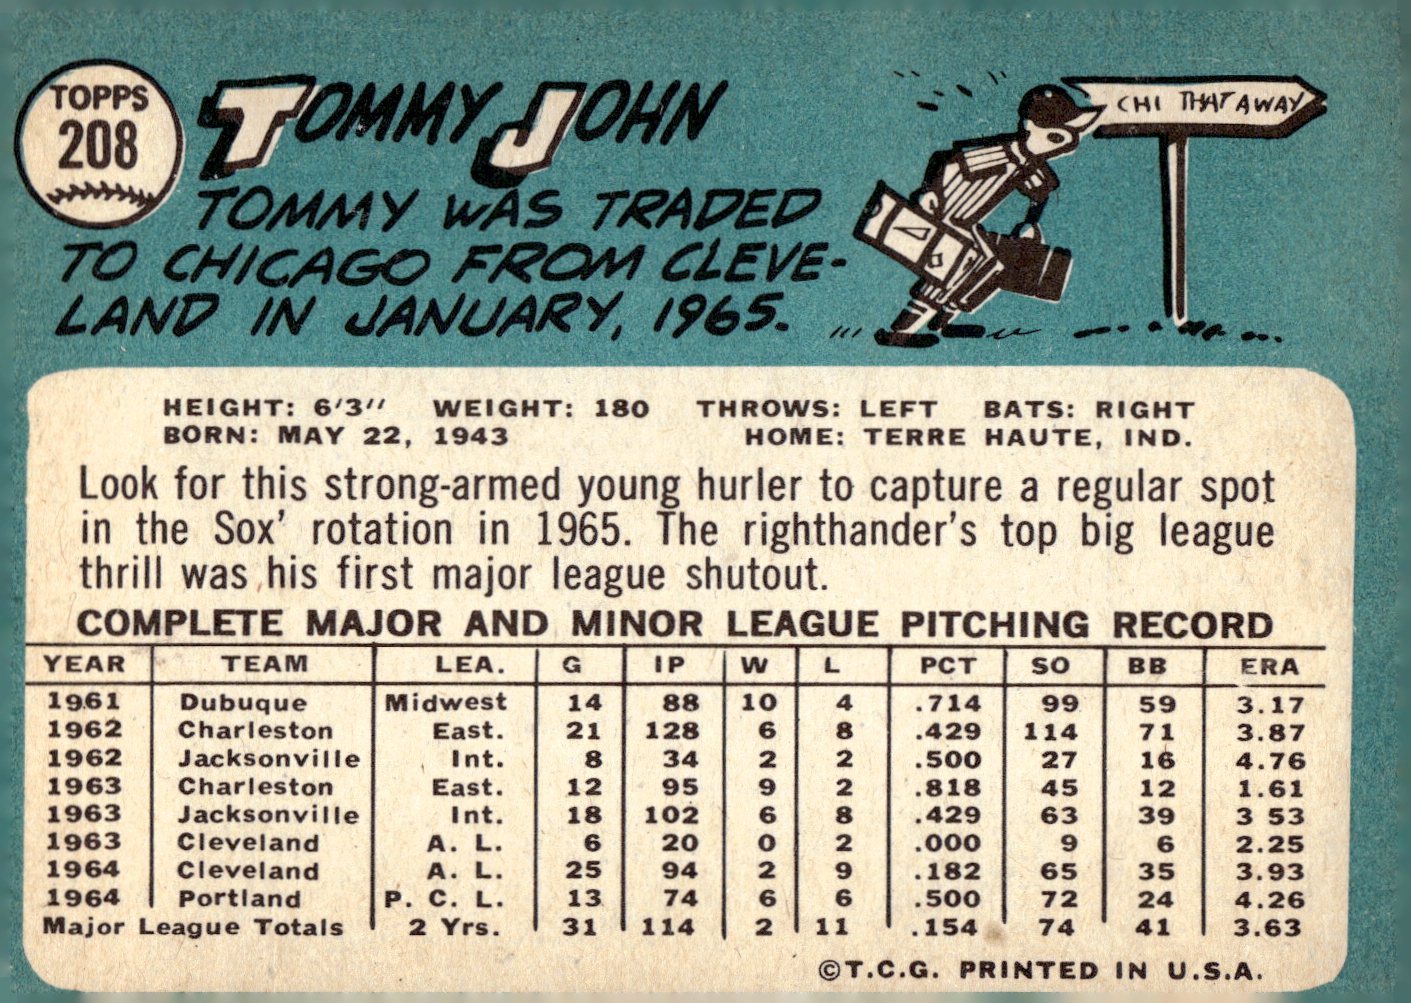 TOPPS
208
TOMMY JOHN
TOMMY WAS TRADED
TO CHICAGO FROM CLEVE-
LAND IN JANUARY, 1965.
CHI THAT AWAY
HEIGHT: 6'3" WEIGHT: 180 THROWS: LEFT BATS: RIGHT
BORN: MAY 22, 1943 HOME: TERRE HAUTE, IND.
Look for this strong-armed young hurler to capture a regular spot
in the Sox' rotation in 1965. The righthander's top big league
thrill was his first major league shutout.
COMPLETE MAJOR AND MINOR LEAGUE PITCHING RECORD
YEAR TEAM LEA. G IP W L PCT SO BB ERA
1961 Dubuque Midwest 14 88 10 4 .714 99 59 3.17
1962 Charleston East. 21 128 6 8 .429 114 71 3.87
1962 Jacksonville Int. 8 34 2 2 .500 27 16 4.76
1963 Charleston East. 12 95 9 2 .818 45 12 1.61
1963 Jacksonville Int. 18 102 6 8 .429 63 39 3 53
1963 Cleveland A. L. 6 20 0 2 .000 9 6 2.25
1964 Cleveland A. L. 25 94 2 9 .182 65 35 3.93
1964 Portland P. C. L. 13 74 6 6 .500 72 24 4.26
Major League Totals 2 Yrs. 31 114 2 11 .154 74 41 3.63
©T.C.G. PRINTED IN U.S.A.